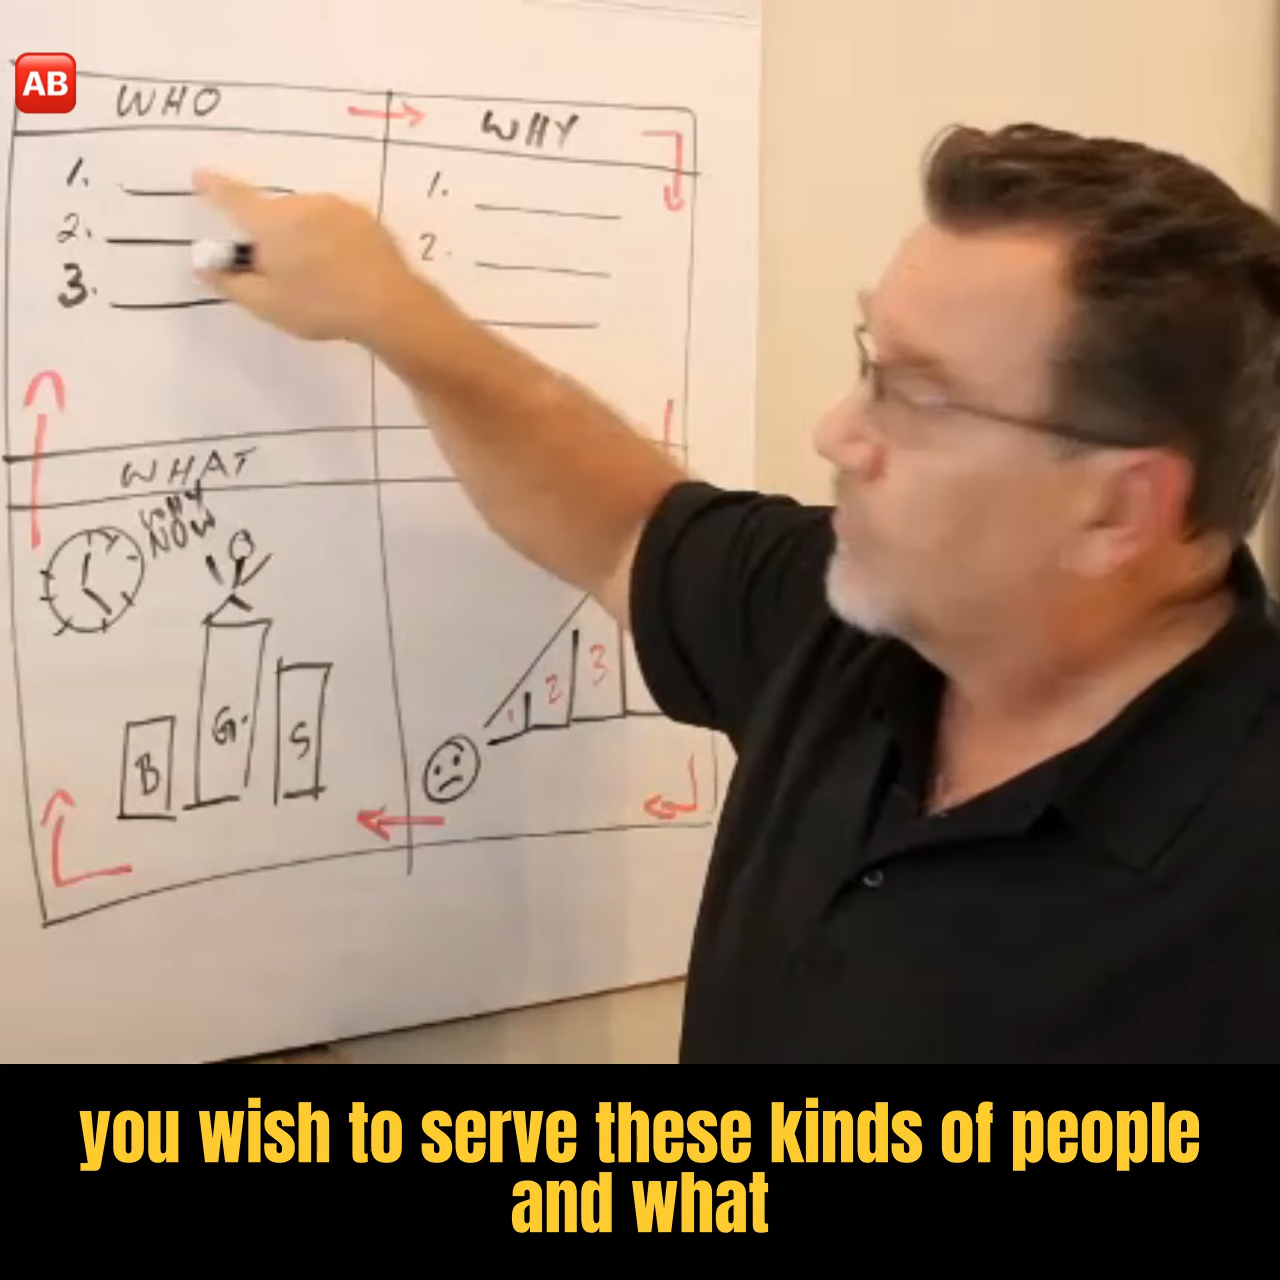 AB
WHO
WHY
1.
2.
3.
1.
2.
WHAT
WHY
NOW
B
G.
S
1
2
3
you wish to serve these kinds of people
and what